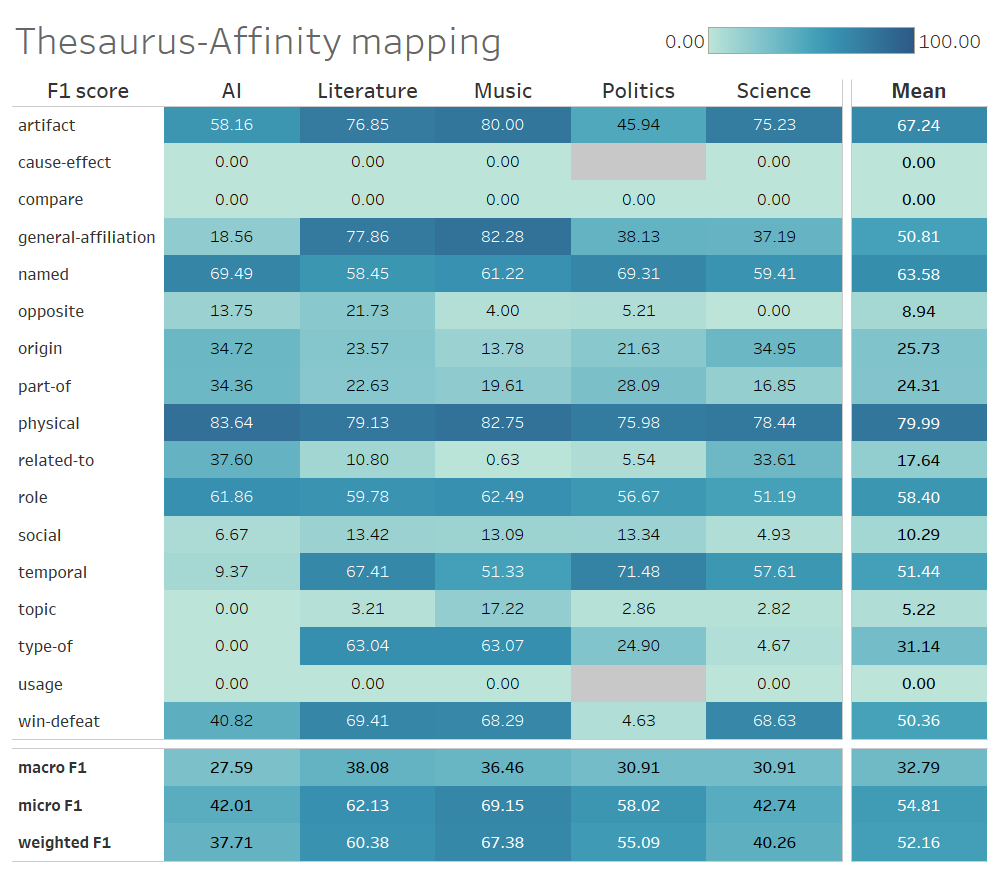 Thesaurus-Affinity mapping
0.00 100.00
F1 score AI Literature Music Politics Science Mean
artifact 58.16 76.85 80.00 45.94 75.23 67.24
cause-effect 0.00 0.00 0.00 0.00 0.00
compare 0.00 0.00 0.00 0.00 0.00 0.00
general-affiliation 18.56 77.86 82.28 38.13 37.19 50.81
named 69.49 58.45 61.22 69.31 59.41 63.58
opposite 13.75 21.73 4.00 5.21 0.00 8.94
origin 34.72 23.57 13.78 21.63 34.95 25.73
part-of 34.36 22.63 19.61 28.09 16.85 24.31
physical 83.64 79.13 82.75 75.98 78.44 79.99
related-to 37.60 10.80 0.63 5.54 33.61 17.64
role 61.86 59.78 62.49 56.67 51.19 58.40
social 6.67 13.42 13.09 13.34 4.93 10.29
temporal 9.37 67.41 51.33 71.48 57.61 51.44
topic 0.00 3.21 17.22 2.86 2.82 5.22
type-of 0.00 63.04 63.07 24.90 4.67 31.14
usage 0.00 0.00 0.00 0.00 0.00
win-defeat 40.82 69.41 68.29 4.63 68.63 50.36
macro F1 27.59 38.08 36.46 30.91 30.91 32.79
micro F1 42.01 62.13 69.15 58.02 42.74 54.81
weighted F1 37.71 60.38 67.38 55.09 40.26 52.16